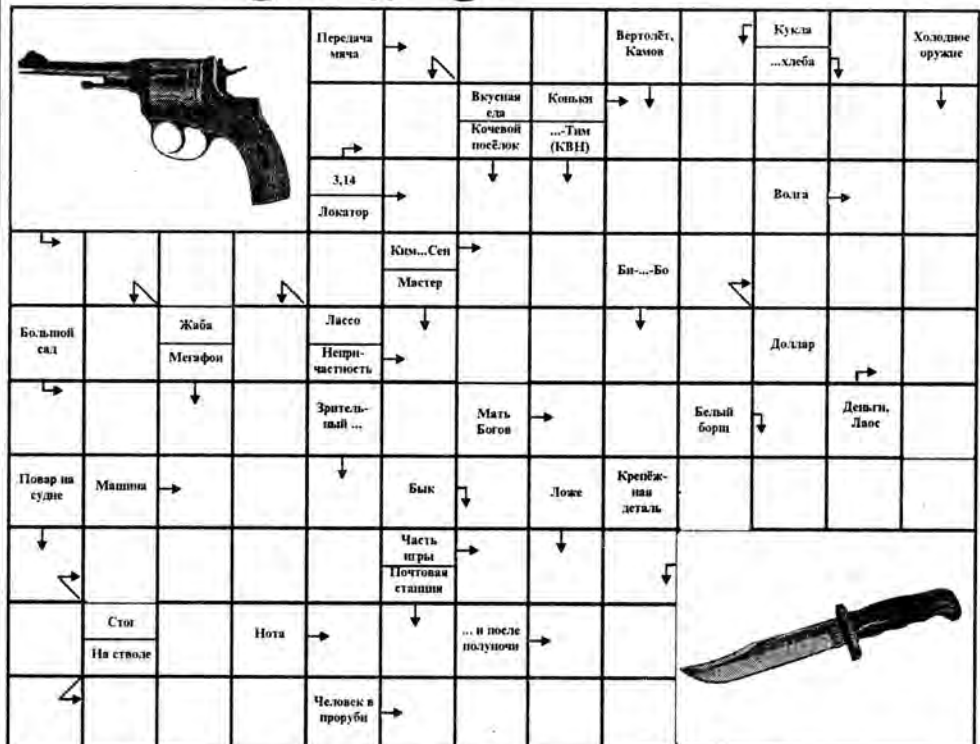 Передача
мяча
Вертолёт,
Камов
Кукла
...хлеба
Холодное
оружие
Вкусная
еда
Кочевой
посёлок
Коньки
...-Тим
(КВН)
3,14
Локатор
Волга
Ким...Сен
Мастер
Би-...-Бо
Большой
сад
Жаба
Мегафон
Лассо
Непри-
частность
Доллар
Зритель-
ный ...
Мать
Богов
Белый
борщ
Деньги,
Лаос
Повар на
судне
Машина
Бык
Ложе
Крепёж-
ная
деталь
Часть
игры
Почтовая
станция
Стог
На стволе
Нота
... и после
полуночи
Человек в
проруби